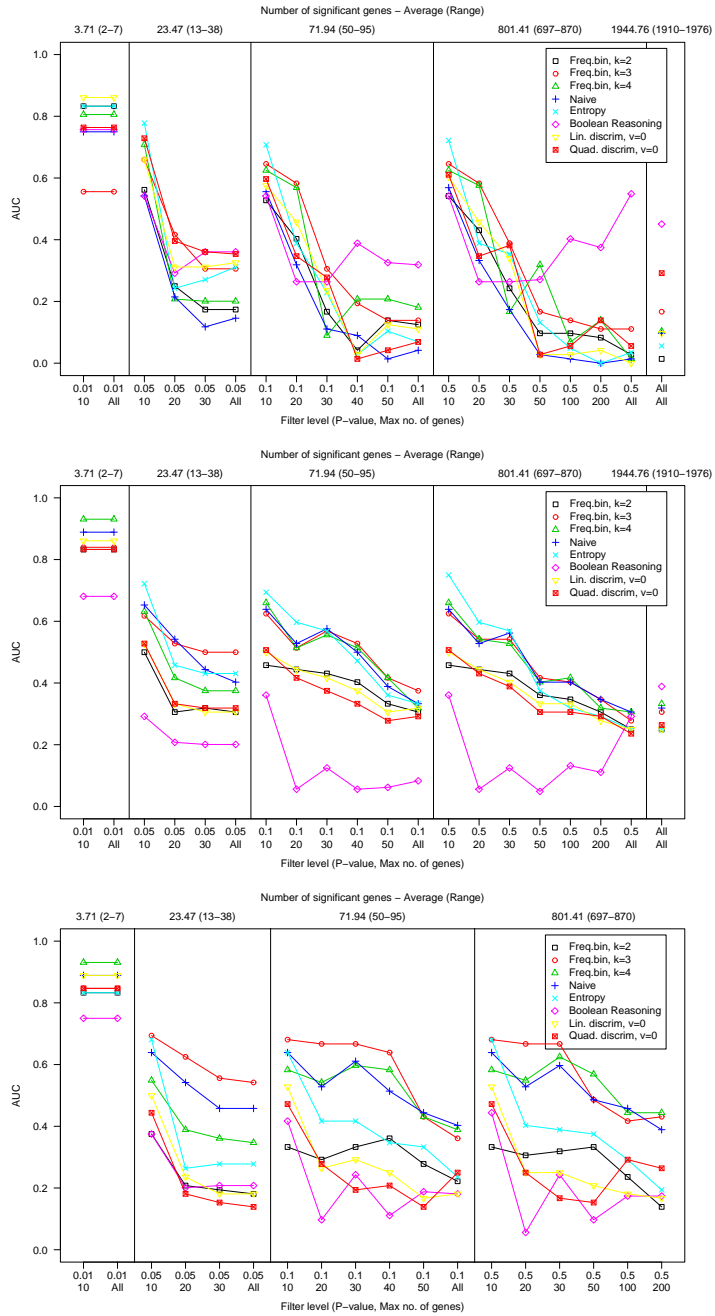 Number of significant genes − Average (Range)
3.71 (2−7) 23.47 (13−38) 71.94 (50−95) 801.41 (697−870) 1944.76 (1910−1976)
Freq.bin, k=2
Freq.bin, k=3
Freq.bin, k=4
Naive
Entropy
Boolean Reasoning
Lin. discrim, v=0
Quad. discrim, v=0
1.0
0.8
0.6
0.4
0.2
0.0
AUC
0.01 0.01 0.05 0.05 0.05 0.05 0.1 0.1 0.1 0.1 0.1 0.1 0.5 0.5 0.5 0.5 0.5 0.5 0.5 All
10 All 10 20 30 All 10 20 30 40 50 All 10 20 30 50 100 200 All All
Filter level (P−value, Max no. of genes)
Number of significant genes − Average (Range)
3.71 (2−7) 23.47 (13−38) 71.94 (50−95) 801.41 (697−870) 1944.76 (1910−1976)
Freq.bin, k=2
Freq.bin, k=3
Freq.bin, k=4
Naive
Entropy
Boolean Reasoning
Lin. discrim, v=0
Quad. discrim, v=0
1.0
0.8
0.6
0.4
0.2
0.0
AUC
0.01 0.01 0.05 0.05 0.05 0.05 0.1 0.1 0.1 0.1 0.1 0.1 0.5 0.5 0.5 0.5 0.5 0.5 0.5 All
10 All 10 20 30 All 10 20 30 40 50 All 10 20 30 50 100 200 All All
Filter level (P−value, Max no. of genes)
Number of significant genes − Average (Range)
3.71 (2−7) 23.47 (13−38) 71.94 (50−95) 801.41 (697−870)
Freq.bin, k=2
Freq.bin, k=3
Freq.bin, k=4
Naive
Entropy
Boolean Reasoning
Lin. discrim, v=0
Quad. discrim, v=0
1.0
0.8
0.6
0.4
0.2
0.0
AUC
0.01 0.01 0.05 0.05 0.05 0.05 0.1 0.1 0.1 0.1 0.1 0.1 0.5 0.5 0.5 0.5 0.5 0.5
10 All 10 20 30 All 10 20 30 40 50 All 10 20 30 50 100 200
Filter level (P−value, Max no. of genes)